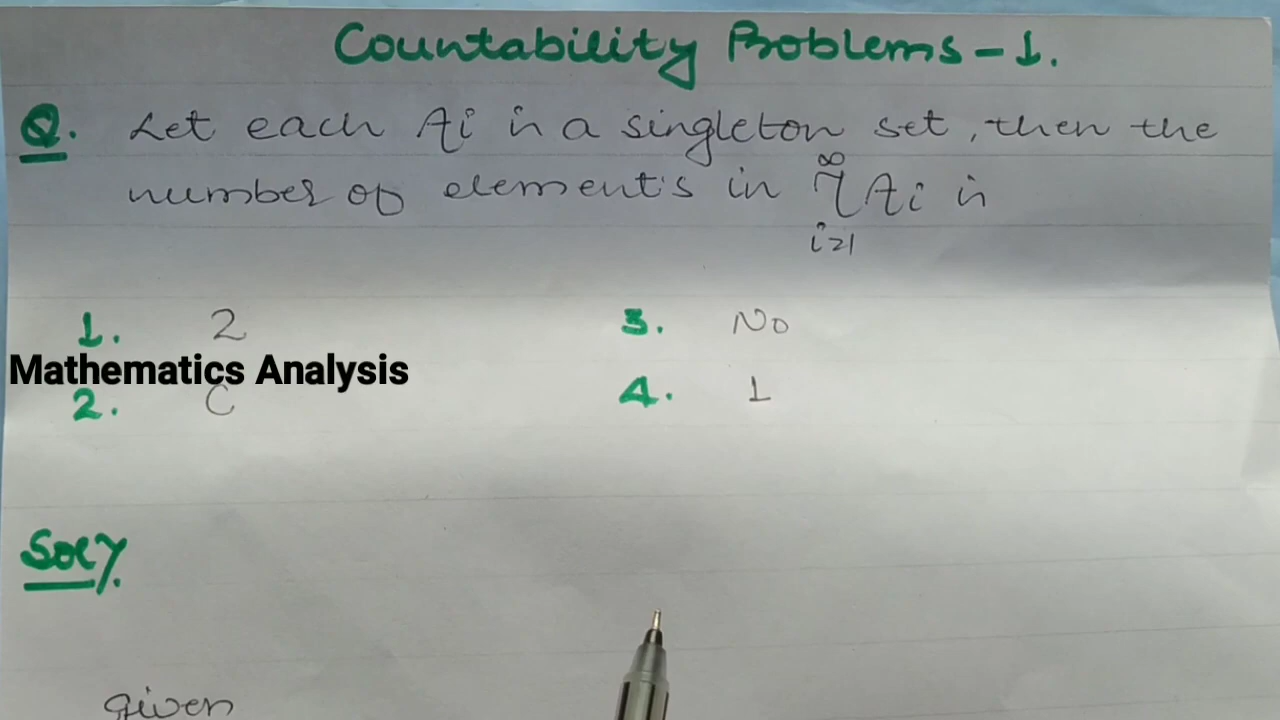 Countability Problems-1.
Q. Let each Ai is a singleton set, then the
∞
number of elements in Ai is
i=1
1. 2
3. No
Mathematics Analysis
2. C
4. 1
Sol.
given